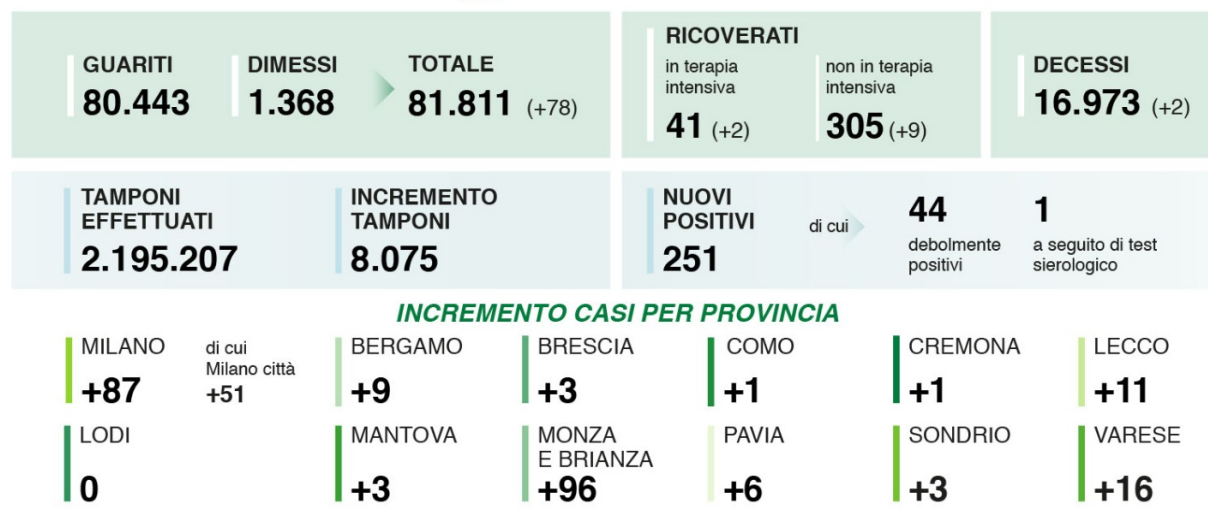 GUARITI
80.443
DIMESSI
1.368
TOTALE
81.811 (+78)
RICOVERATI
in terapia
intensiva
41 (+2)
non in terapia
intensiva
305 (+9)
DECESSI
16.973 (+2)
TAMPONI
EFFETTUATI
2.195.207
INCREMENTO
TAMPONI
8.075
NUOVI
POSITIVI
251
di cui
44
debolmente
positivi
1
a seguito di test
sierologico
INCREMENTO CASI PER PROVINCIA
MILANO
+87
di cui
Milano città
+51
BERGAMO
+9
BRESCIA
+3
COMO
+1
CREMONA
+1
LECCO
+11
LODI
0
MANTOVA
+3
MONZA
E BRIANZA
+96
PAVIA
+6
SONDRIO
+3
VARESE
+16